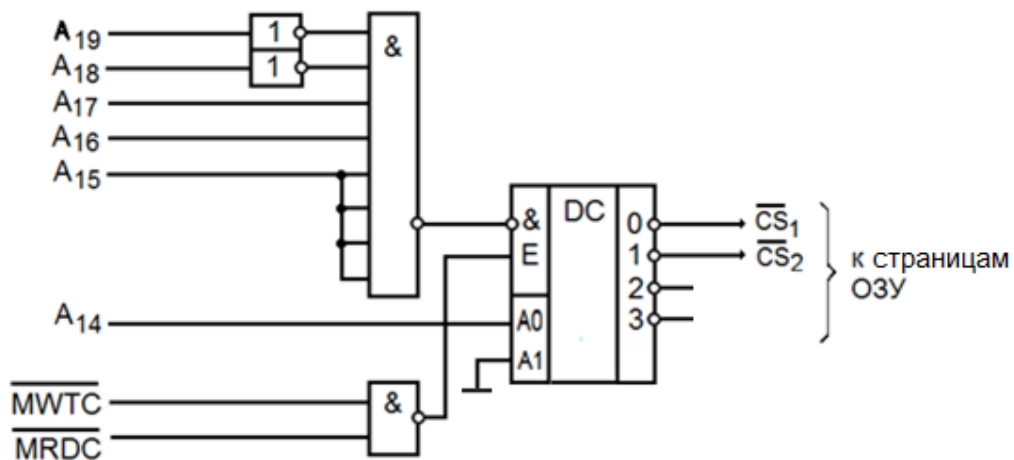 A19
1
&
A18
1
A17
A16
A15
& DC 0 CS1
E 1 CS2
к страницам
ОЗУ
2
A14
A0 3
A1
MWTC
&
MRDC